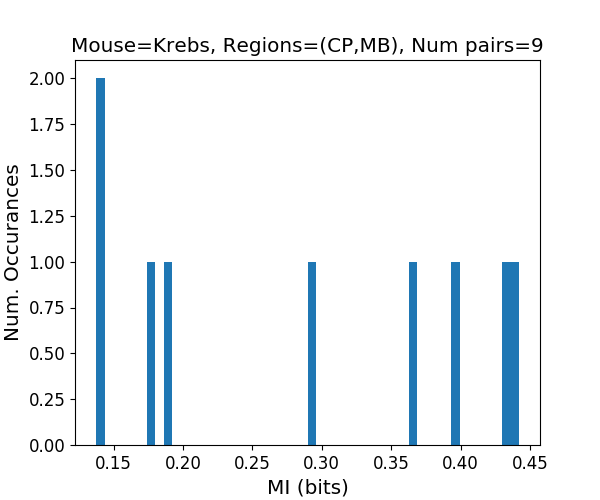 Mouse=Krebs, Regions=(CP,MB), Num pairs=9
Num. Occurances
2.00
1.75
1.50
1.25
1.00
0.75
0.50
0.25
0.00
0.15 0.20 0.25 0.30 0.35 0.40 0.45
MI (bits)